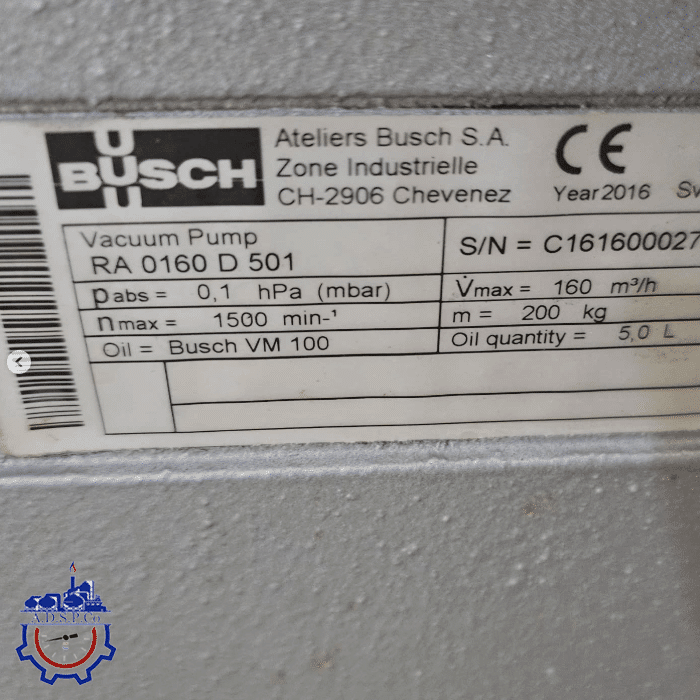 BUSCH
Ateliers Busch S.A.
Zone Industrielle
CH-2906 Chevenez
CE
Year 2016
Vacuum Pump
RA 0160 D 501
S/N = C161600027
pabs = 0,1 hPa (mbar)
V̇max = 160 m³/h
nmax = 1500 min-¹
m = 200 kg
Oil = Busch VM 100
Oil quantity = 5,0 L
A.D.S.P.Co